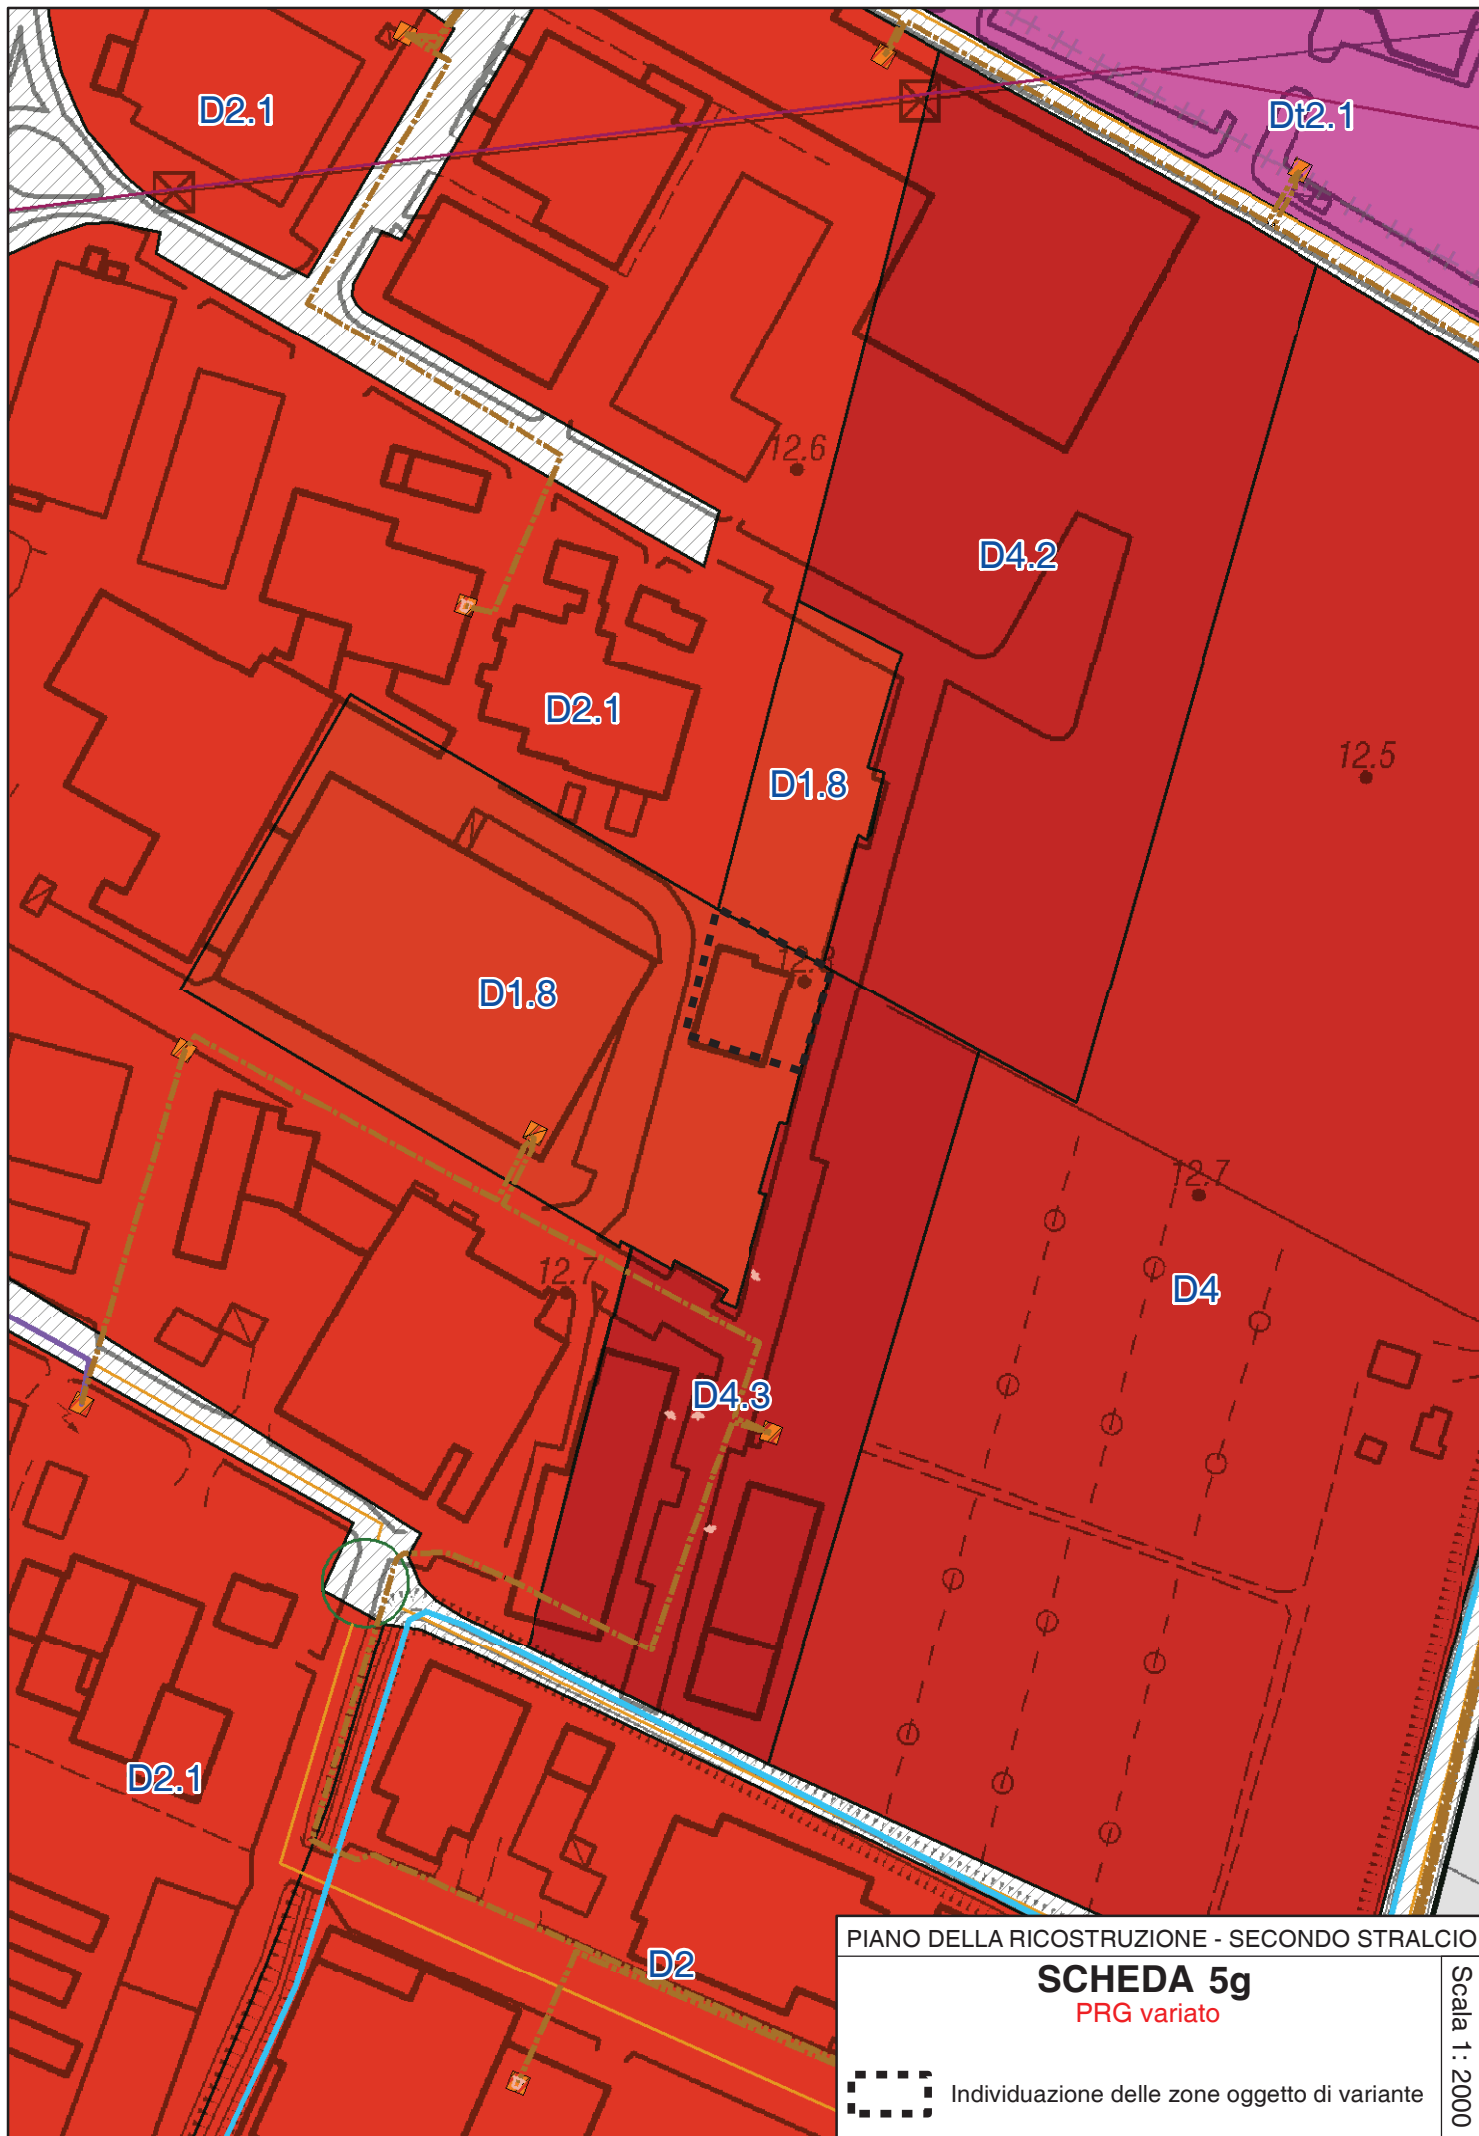 D2.1
Dt2.1
12.6
D4.2
D2.1
12.5
D1.8
D1.8
12.7
12.7
D4
D4.3
D2.1
D2
PIANO DELLA RICOSTRUZIONE - SECONDO STRALCIO
SCHEDA 5g
PRG variato
Individuazione delle zone oggetto di variante
Scala 1: 2000